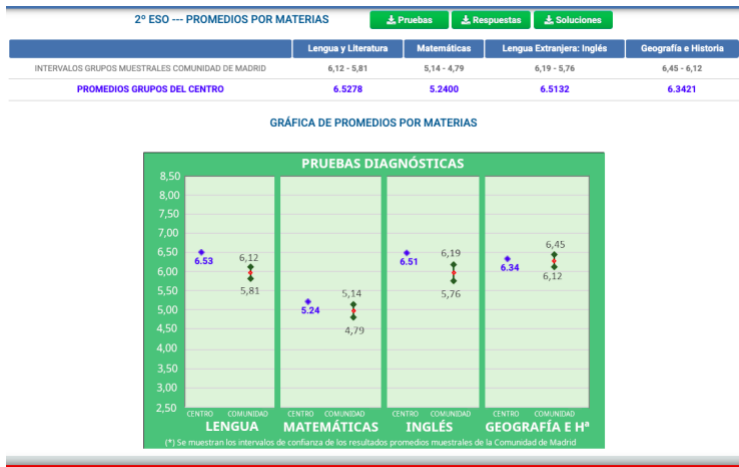 2º ESO --- PROMEDIOS POR MATERIAS Pruebas Respuestas Soluciones
Lengua y Literatura Matemáticas Lengua Extranjera: Inglés Geografía e Historia
INTERVALOS GRUPOS MUESTRALES COMUNIDAD DE MADRID 6,12 - 5,81 5,14 - 4,79 6,19 - 5,76 6,45 - 6,12
PROMEDIOS GRUPOS DEL CENTRO 6.5278 5.2400 6.5132 6.3421
GRÁFICA DE PROMEDIOS POR MATERIAS
PRUEBAS DIAGNÓSTICAS
8,50
8,00
7,50
7,00
6,50
6,00
5,50
5,00
4,50
4,00
3,50
3,00
2,50
6.53 6,12
5,81
5.24 5,14
4,79
6.51 6,19
5,76
6.34 6,45
6,12
CENTRO COMUNIDAD CENTRO COMUNIDAD CENTRO COMUNIDAD CENTRO COMUNIDAD
LENGUA MATEMÁTICAS INGLÉS GEOGRAFÍA E Hª
(*) Se muestran los intervalos de confianza de los resultados promedios muestrales de la Comunidad de Madrid